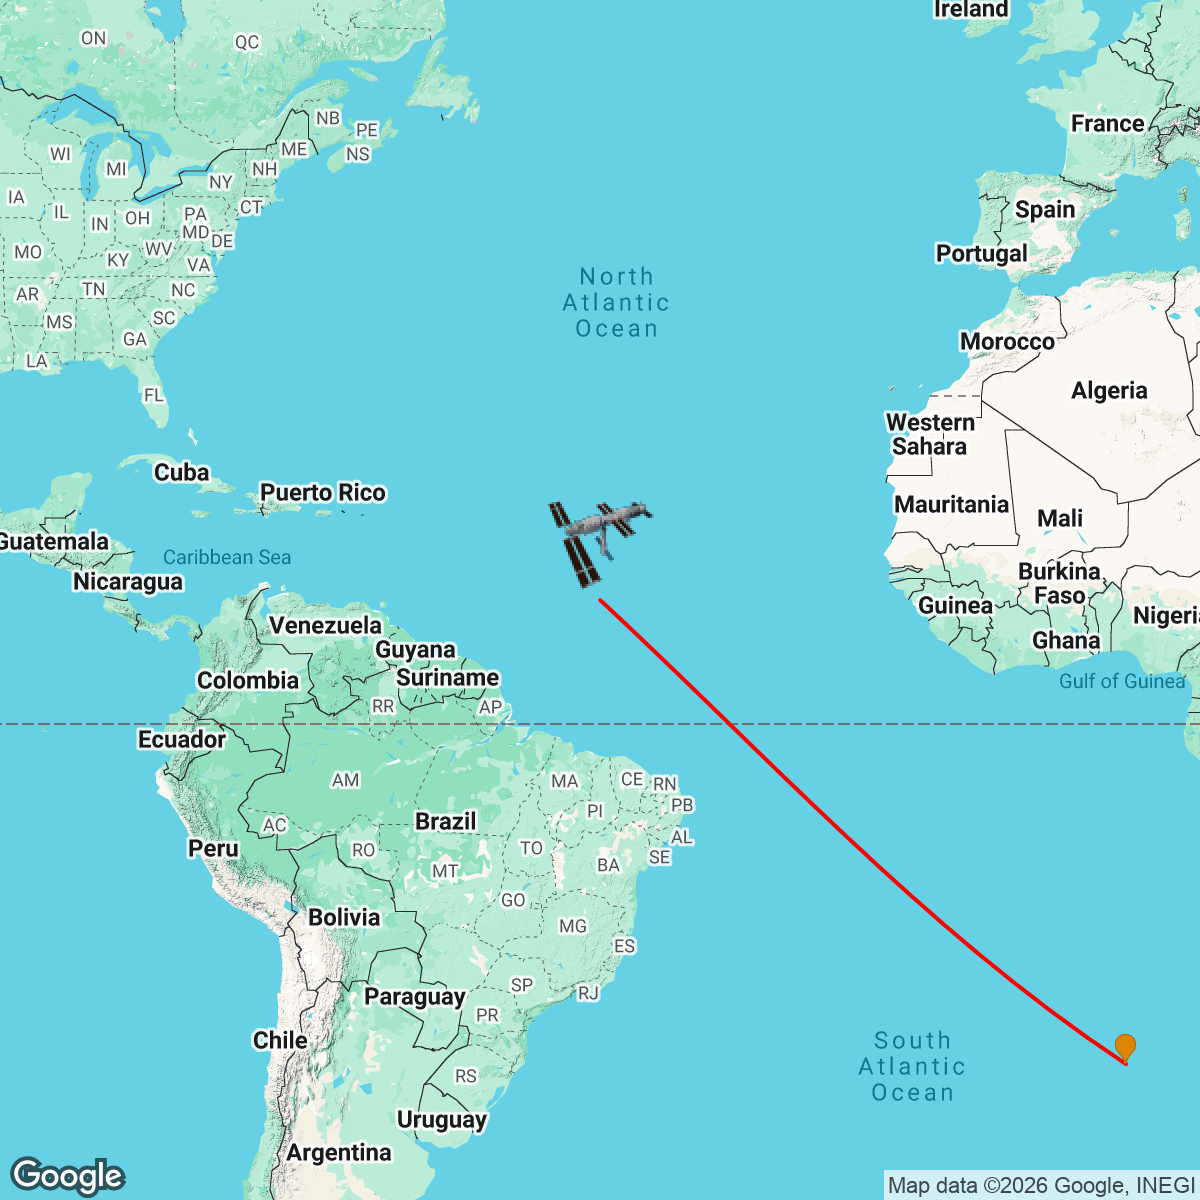 Ireland
ON
QC
NB
PE
France
ME
NS
WI
MI
NH
NY
IA
IL
IN
OH
PA
CT
Spain
MO
KY
WV
MD
DE
Portugal
VA
North
Atlantic
Ocean
AR
TN
NC
MS
SC
GA
Morocco
LA
FL
Algeria
Western
Sahara
Cuba
Puerto Rico
Mauritania
Mali
Guatemala
Caribbean Sea
Nicaragua
Burkina
Faso
Guinea
Nigeria
Venezuela
Ghana
Guyana
Suriname
Colombia
Gulf of Guinea
RR
AP
Ecuador
AM
MA
CE
RN
PB
PI
AC
Brazil
AL
Peru
RO
TO
SE
MT
BA
GO
Bolivia
MG
ES
SP
RJ
Paraguay
PR
Chile
South
Atlantic
Ocean
RS
Uruguay
Argentina
Google
Map data ©2026 Google, INEGI